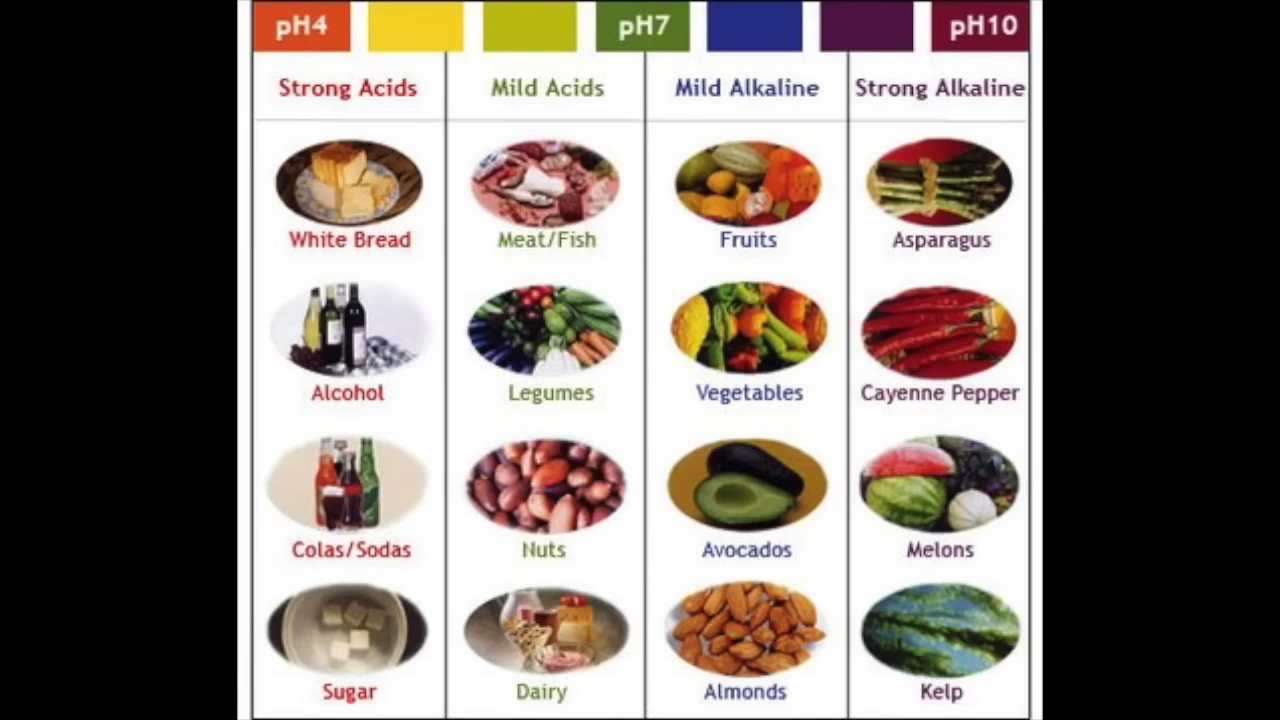 pH4 pH7 pH10
Strong Acids Mild Acids Mild Alkaline Strong Alkaline
White Bread Meat/Fish Fruits Asparagus
Alcohol Legumes Vegetables Cayenne Pepper
Colas/Sodas Nuts Avocados Melons
Sugar Dairy Almonds Kelp